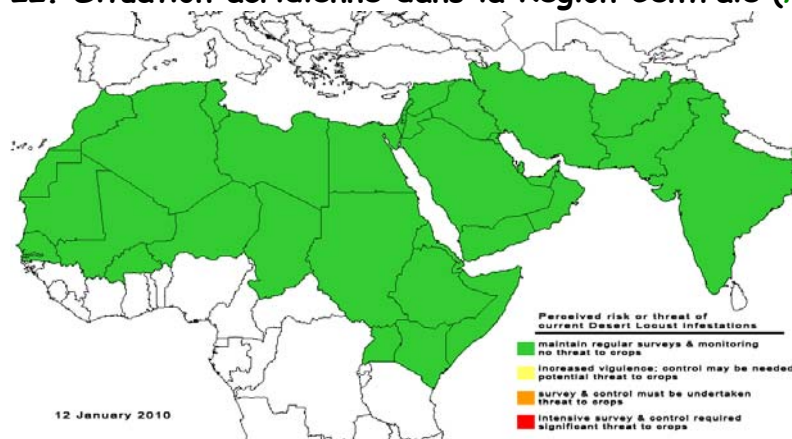 Situation acridienne dans la Région Centrale (
Perceived risk or threat of
current Desert Locust infestations
maintain regular surveys & monitoring
no threat to crops
increased vigulence; control may be needed
potential threat to crops
survey & control must be undertaken
threat to crops
intensive survey & control required
significant threat to crops
12 January 2010